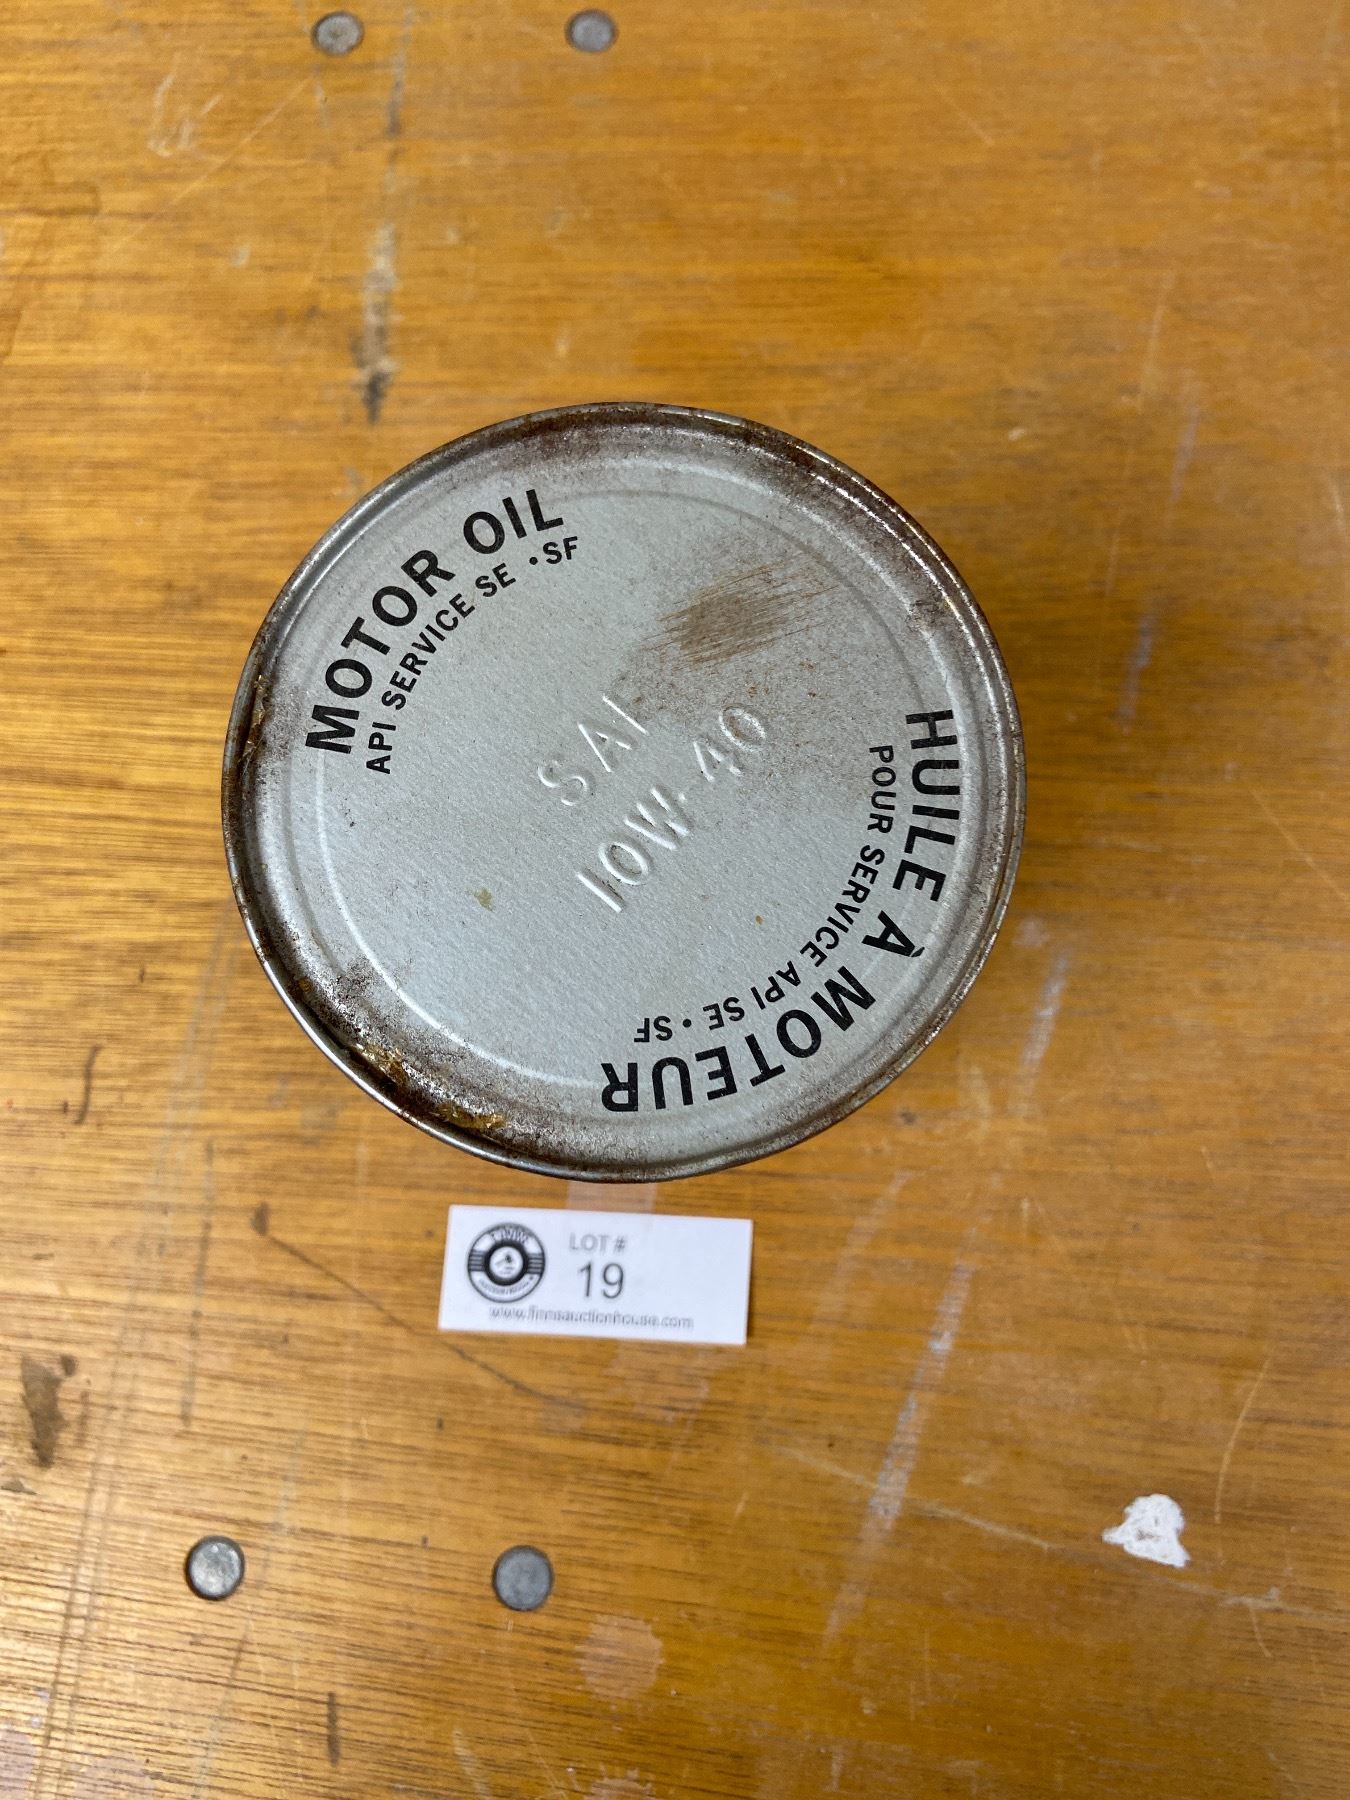 MOTOR OIL
API SERVICE SE • SF
SAE
10W-40
HUILE À MOTEUR
POUR SERVICE API SE • SF
LOT #
19
www.finnsauctionhouse.com